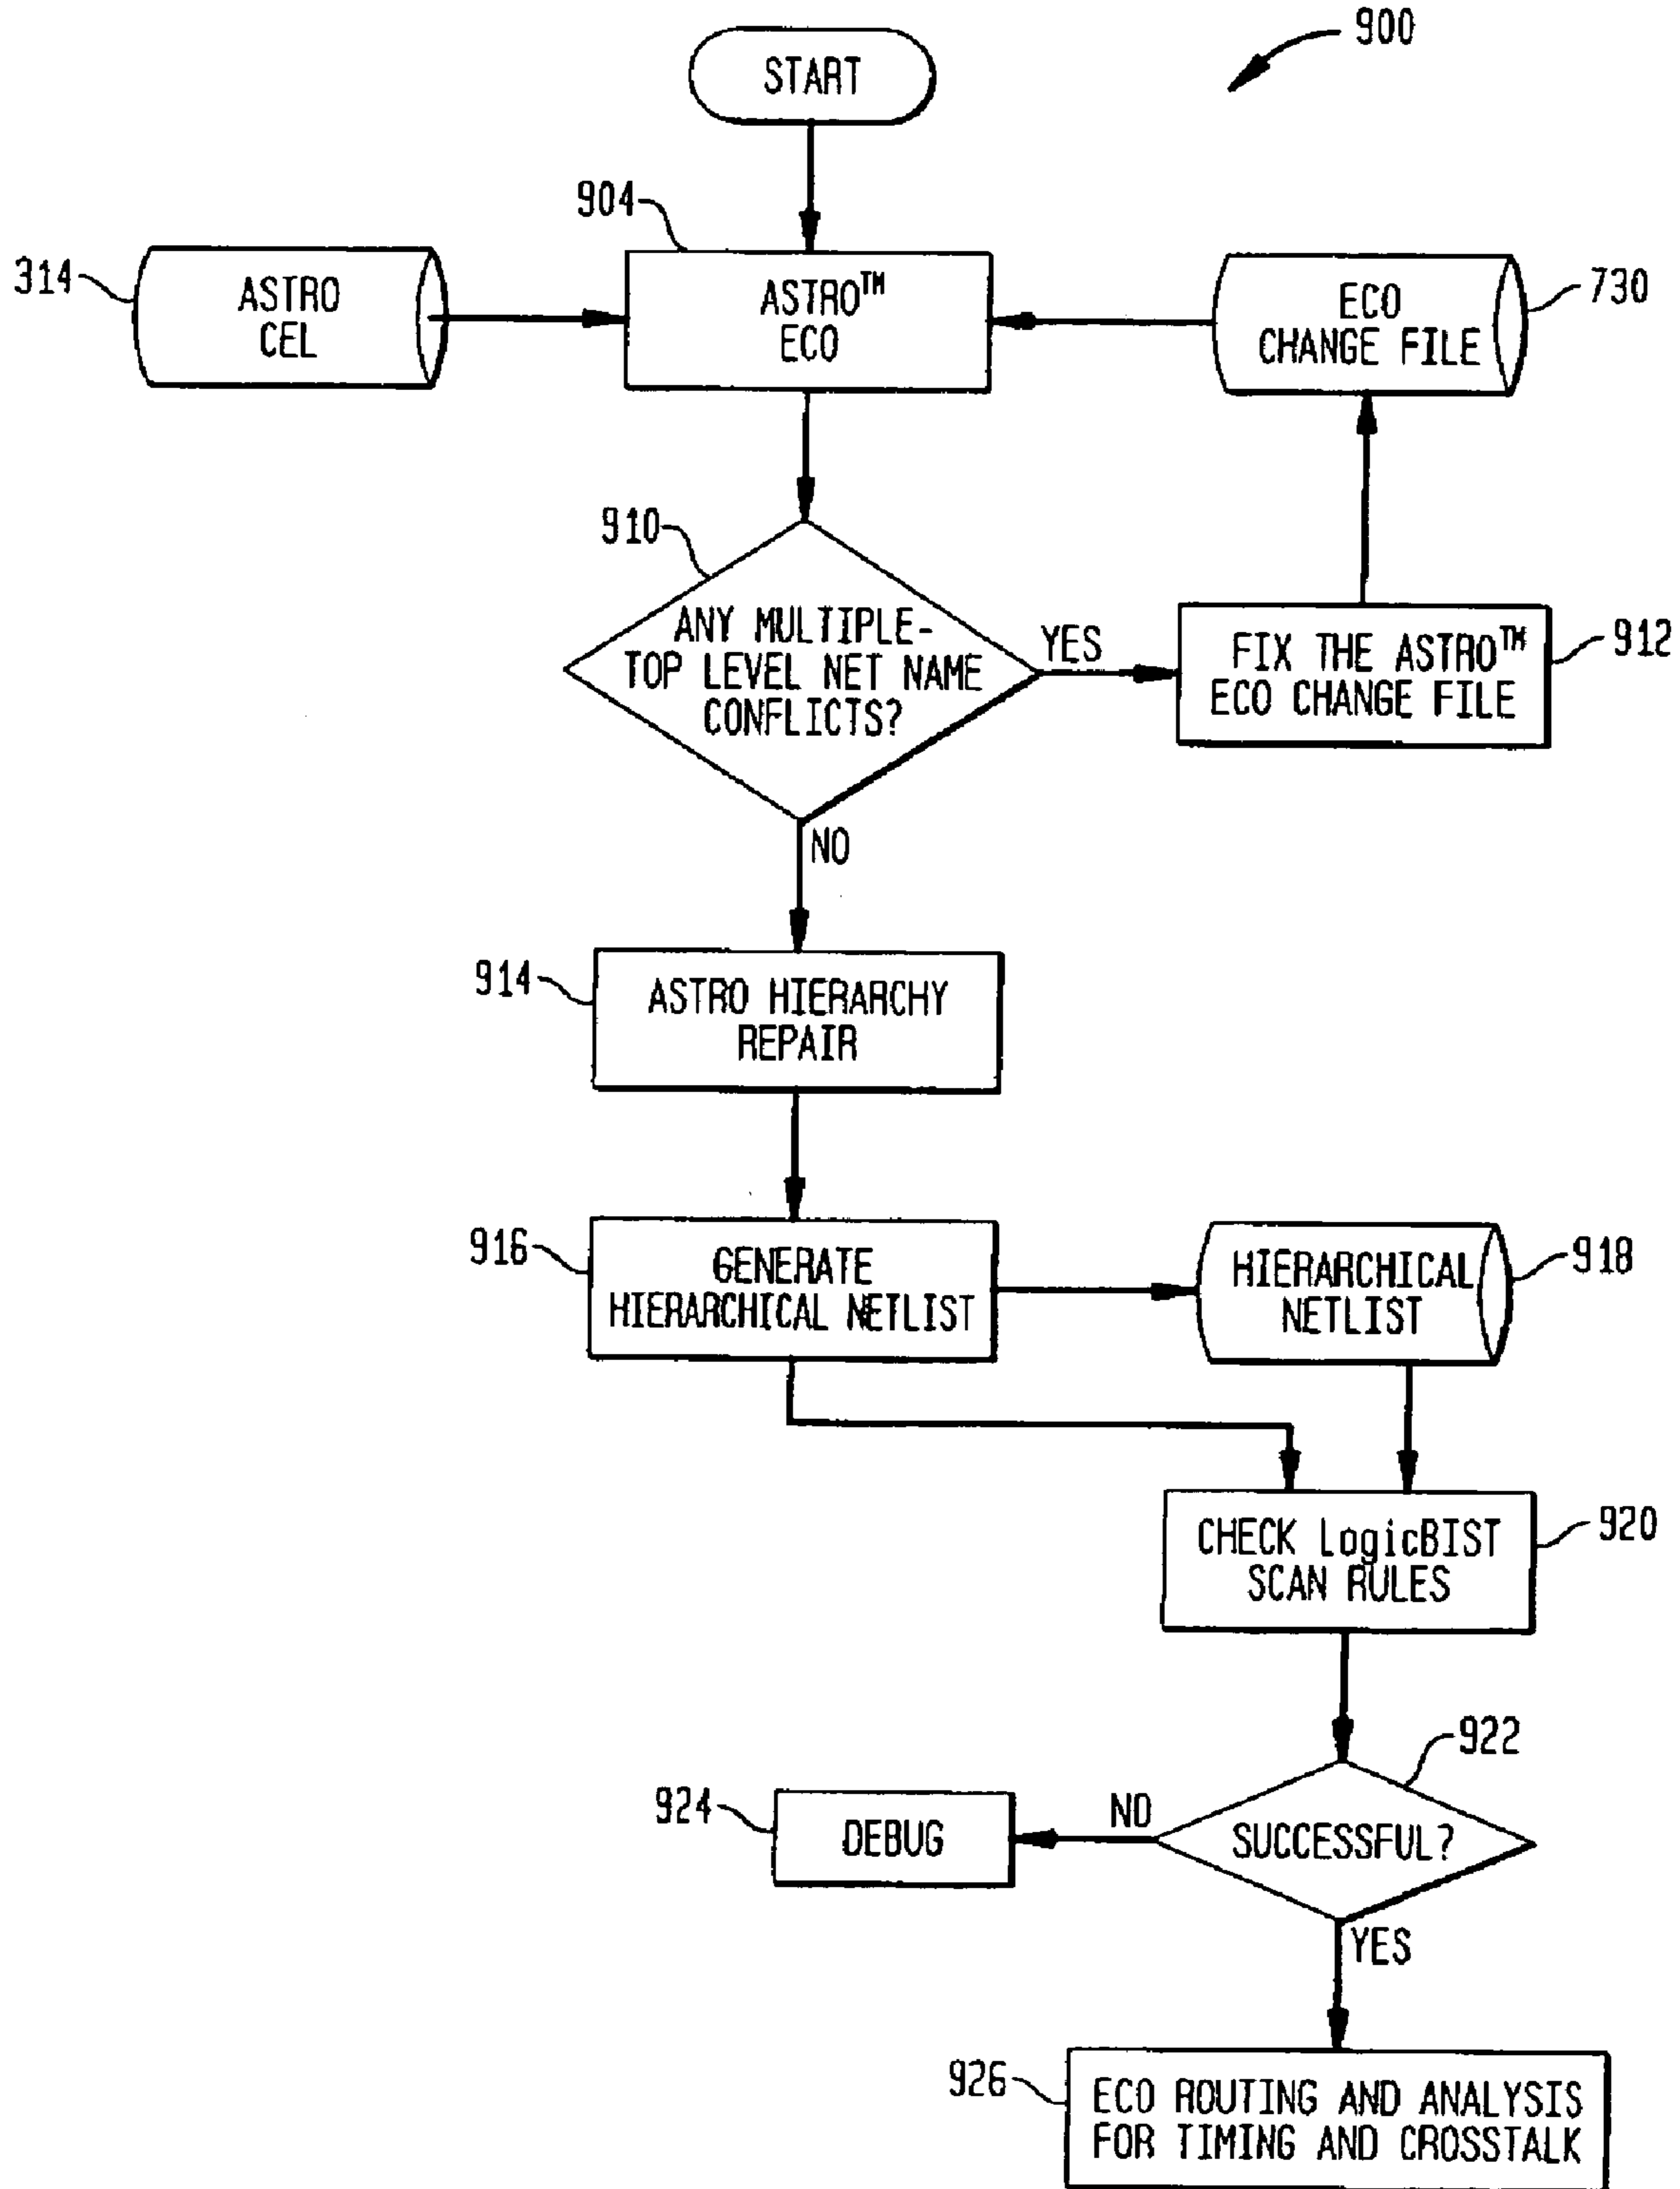 900
START
904
314
ASTRO
CEL
ASTRO™
ECO
ECO
CHANGE FILE
730
910
ANY MULTIPLE-
TOP LEVEL NET NAME
CONFLICTS?
YES
FIX THE ASTRO™
ECO CHANGE FILE
912
NO
914
ASTRO HIERARCHY
REPAIR
916
GENERATE
HIERARCHICAL NETLIST
HIERARCHICAL
NETLIST
918
CHECK LogicBIST
SCAN RULES
920
922
924
DEBUG
NO
SUCCESSFUL?
YES
926
ECO ROUTING AND ANALYSIS
FOR TIMING AND CROSSTALK